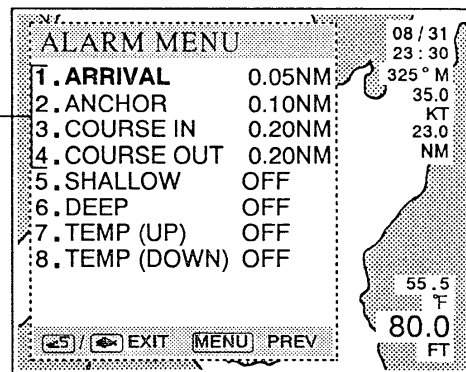 ALARM MENU
1.ARRIVAL 0.05NM
2.ANCHOR 0.10NM
3.COURSE IN 0.20NM
4.COURSE OUT 0.20NM
5.SHALLOW OFF
6.DEEP OFF
7.TEMP (UP) OFF
8.TEMP (DOWN) OFF
/ EXIT MENU PREV
08/31
23:30
325°M
35.0
KT
23.0
NM
55.5
°F
80.0
FT